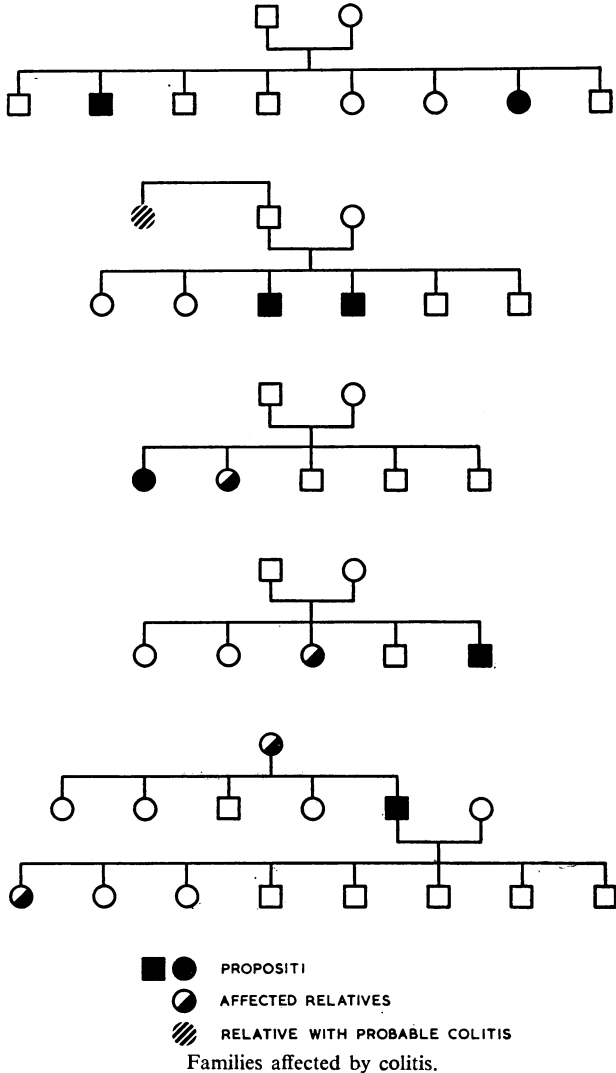 PROPOSITI
AFFECTED RELATIVES
RELATIVE WITH PROBABLE COLITIS
Families affected by colitis.